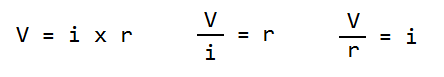 V = i x r
V/i = r
V/r = i